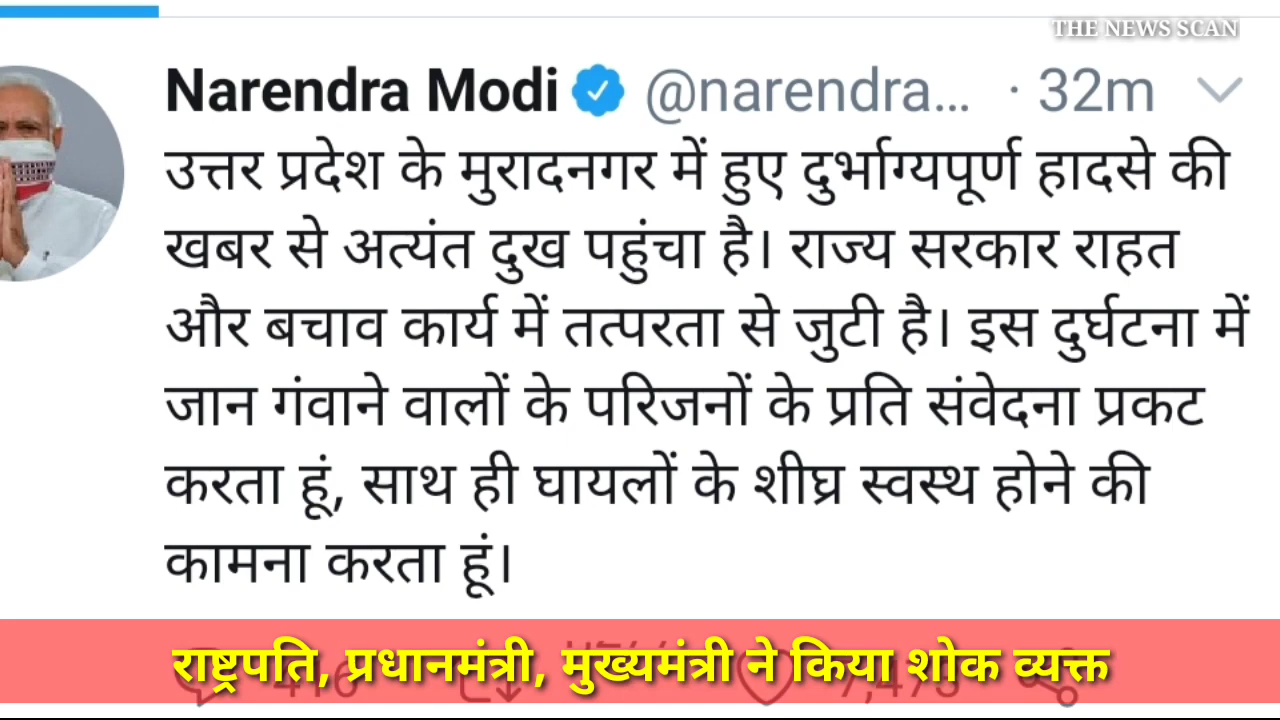 THE NEWS SCAN
Narendra Modi @narendra... · 32m
उत्तर प्रदेश के मुरादनगर में हुए दुर्भाग्यपूर्ण हादसे की
खबर से अत्यंत दुख पहुंचा है। राज्य सरकार राहत
और बचाव कार्य में तत्परता से जुटी है। इस दुर्घटना में
जान गंवाने वालों के परिजनों के प्रति संवेदना प्रकट
करता हूं, साथ ही घायलों के शीघ्र स्वस्थ होने की
कामना करता हूं।
राष्ट्रपति, प्रधानमंत्री, मुख्यमंत्री ने किया शोक व्यक्त